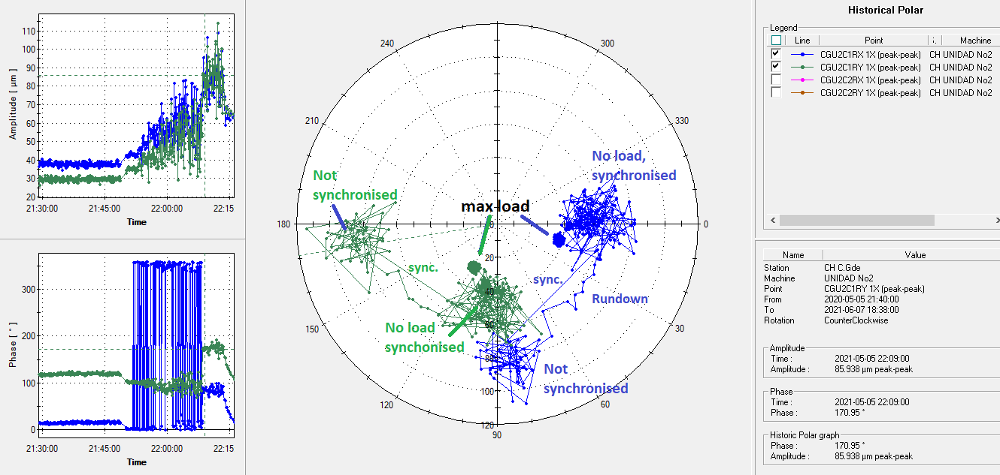 Amplitude [ µm ]
110
100
90
80
70
60
50
40
30
20
21:30:00
21:45:00
22:00:00
22:15
Time
Phase [ ° ]
300
200
100
0
21:30:00
21:45:00
22:00:00
22:15
Time
240
300
210
330
180
0
150
30
120
60
90
20
40
60
80
100
120
No load,
synchronised
Not
synchronised
max load
sync.
sync.
Rundown
No load
synchonised
Not
synchronised
Historical Polar
Legend
Line
Point
Machine
CGU2C1RX 1X (peak-peak)
CH UNIDAD No2
CGU2C1RY 1X (peak-peak)
CH UNIDAD No2
CGU2C2RX 1X (peak-peak)
CH UNIDAD No2
CGU2C2RY 1X (peak-peak)
CH UNIDAD No2
Name
Value
Station
CH C.Gde
Machine
UNIDAD No2
Point
CGU2C1RY 1X (peak-peak)
From
2020-05-05 21:40:00
To
2021-06-07 18:38:00
Rotation
CounterClockwise
Amplitude
Time :
2021-05-05 22:09:00
Amplitude :
85.938 µm peak-peak
Phase
Time :
2021-05-05 22:09:00
Phase :
170.95 °
Historic Polar graph
Phase :
170.95 °
Amplitude :
85.938 µm peak-peak